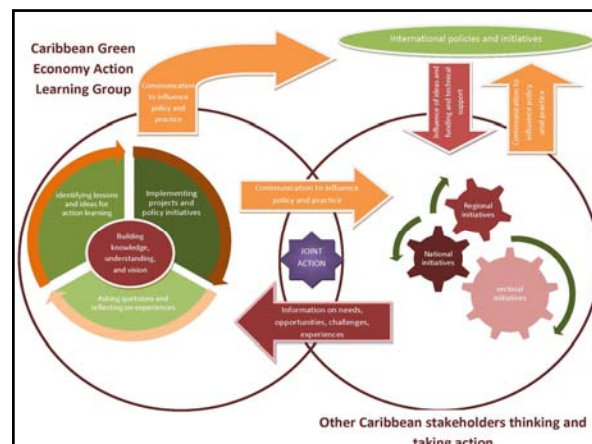 Caribbean Green
Economy Action
Learning Group
International policies and initiatives
Communication
to influence
policy and
practice
Influence of ideas and
funding and technical
support
Communication to
influence policy
and practice
Identifying lessons
and ideas for
action learning
Implementing
projects and
policy initiatives
Building
knowledge,
understanding,
and vision
Asking questions and
reflecting on experiences
Communication to influence
policy and practice
JOINT
ACTION
Regional
initiatives
National
initiatives
ectoral
initiatives
Information on needs,
opportunities, challenges,
experiences
Other Caribbean stakeholders thinking and
taking action